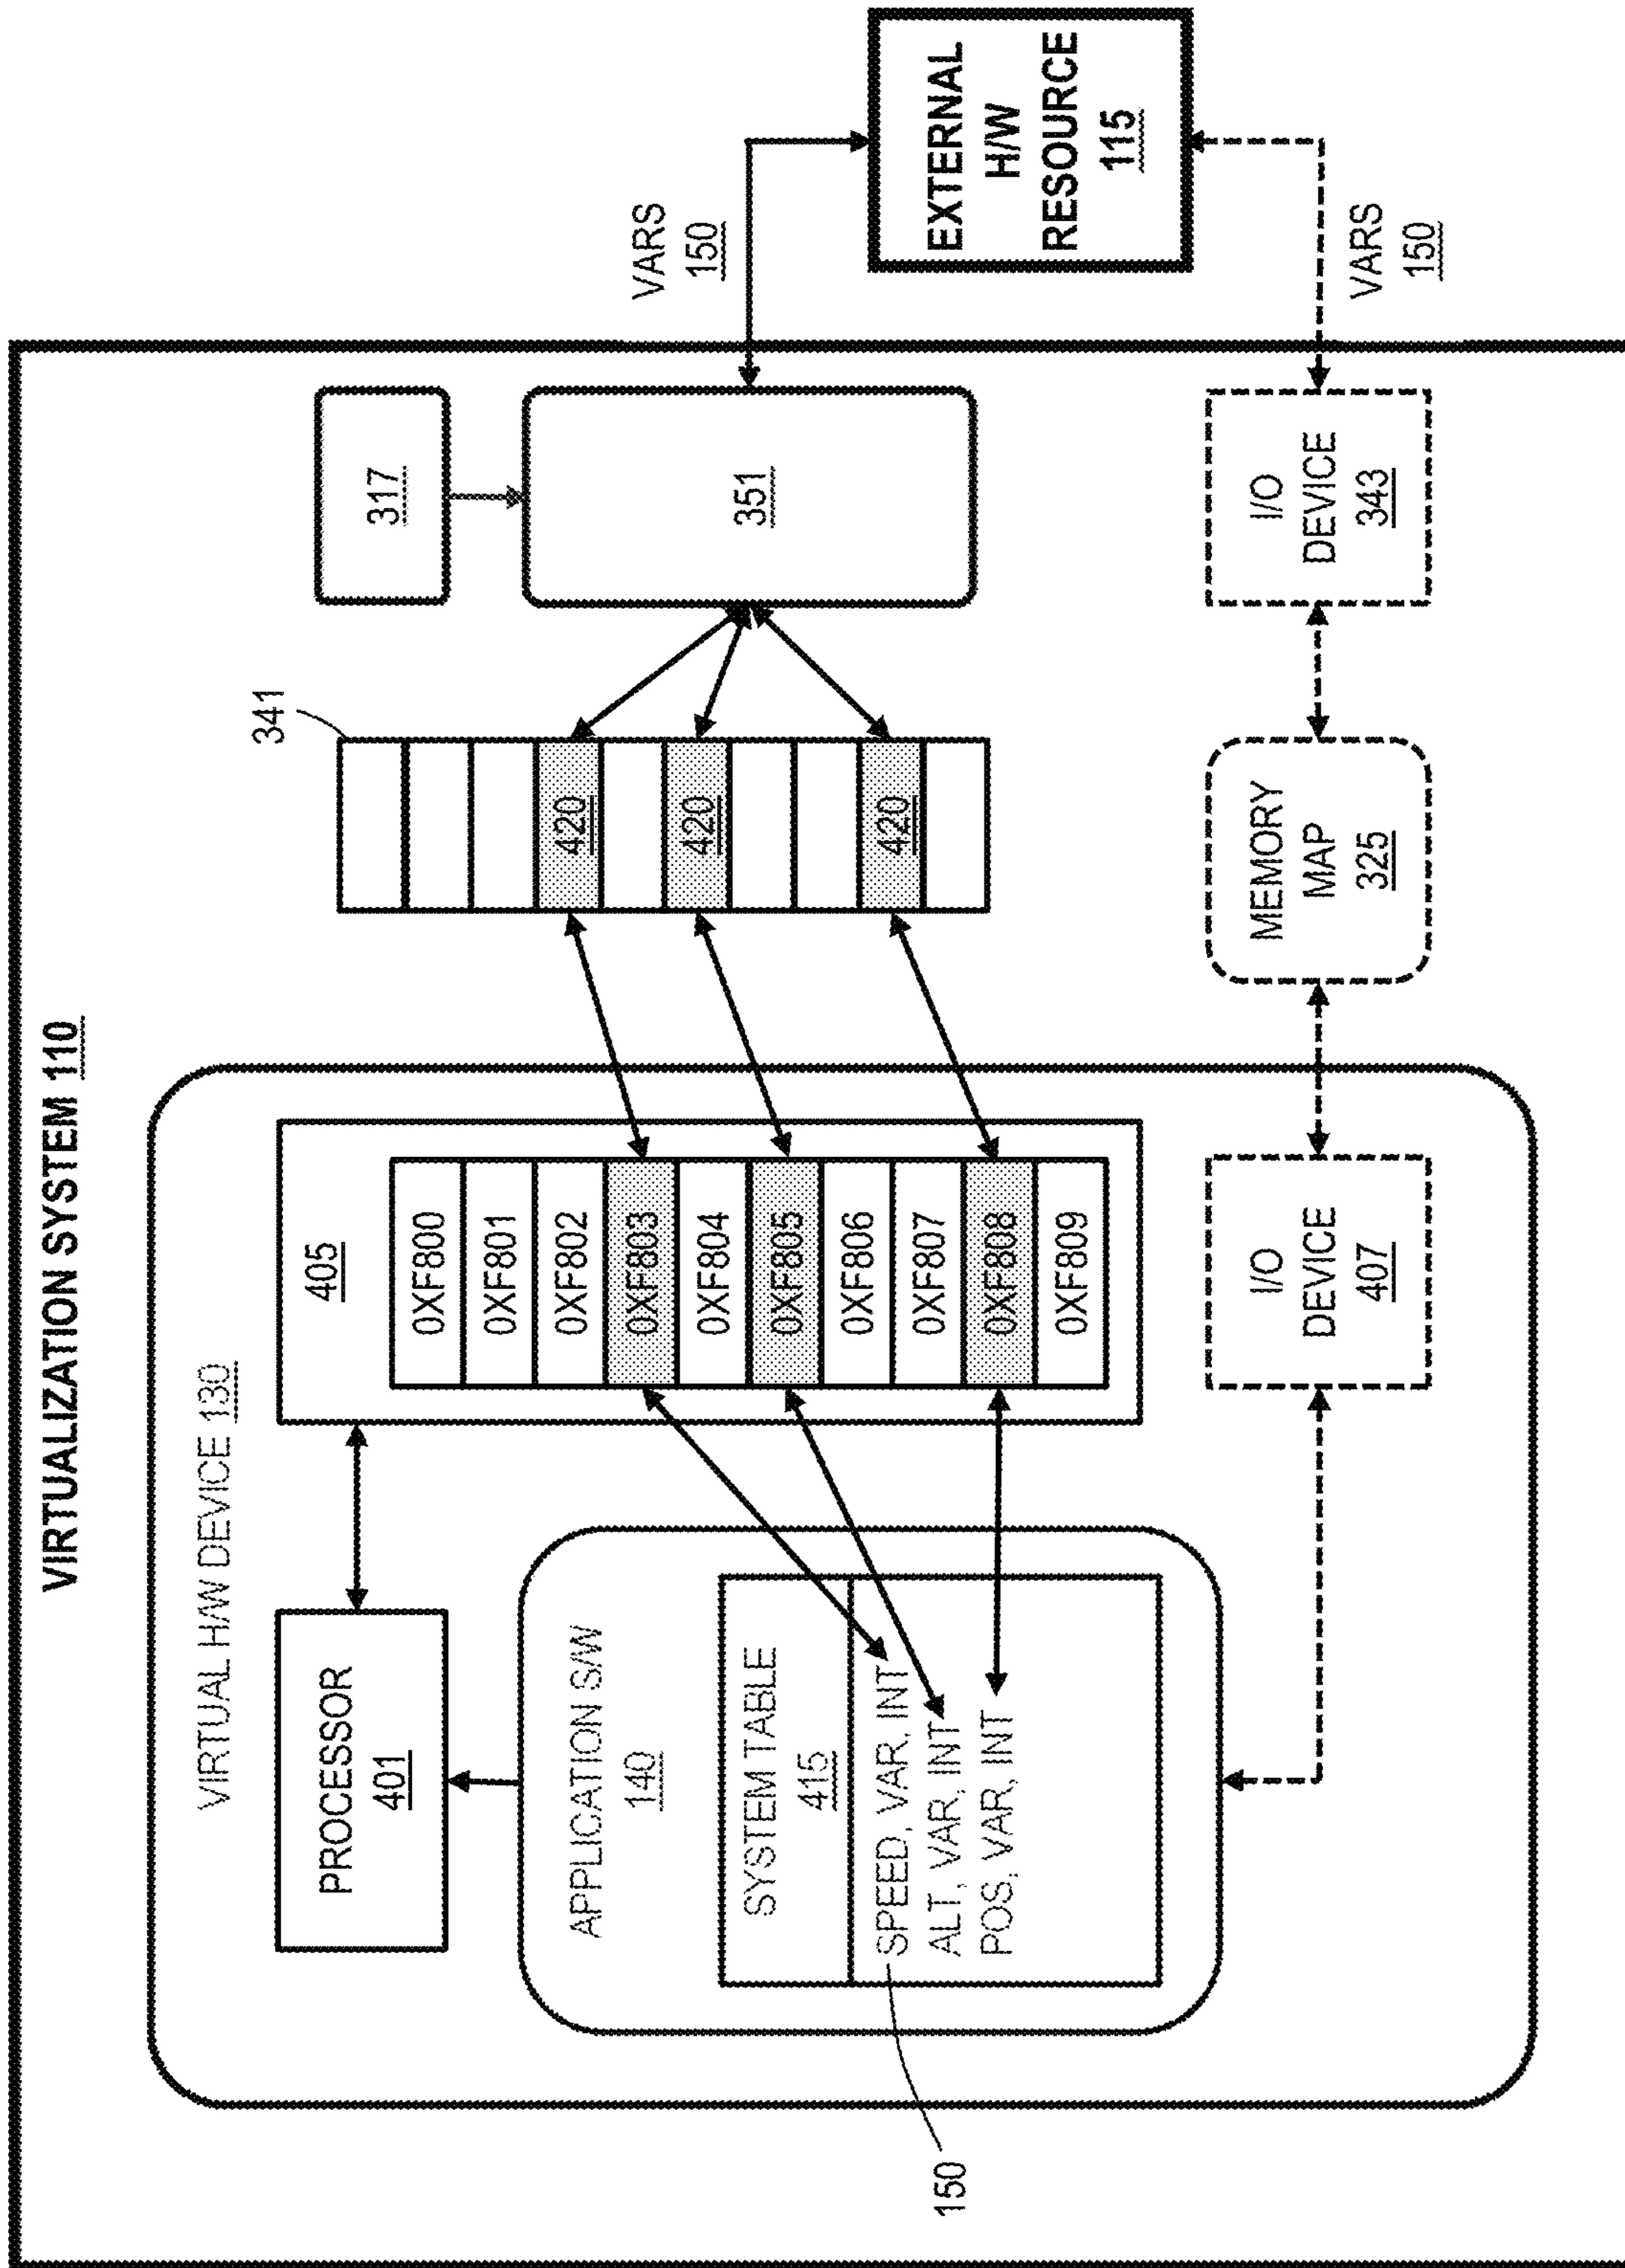 VIRTUALIZATION SYSTEM 110
VIRTUAL H/W DEVICE 130
PROCESSOR
401
APPLICATION S/W
140
SYSTEM TABLE
415
SPEED, VAR, INT
ALT, VAR, INT
POS, VAR, INT
150
405
0XF800
0XF801
0XF802
0XF803
0XF804
0XF805
0XF806
0XF807
0XF808
0XF809
I/O
DEVICE
407
341
420
420
420
MEMORY
MAP
325
317
351
I/O
DEVICE
343
VARS
150
EXTERNAL
H/W
RESOURCE
115
VARS
150